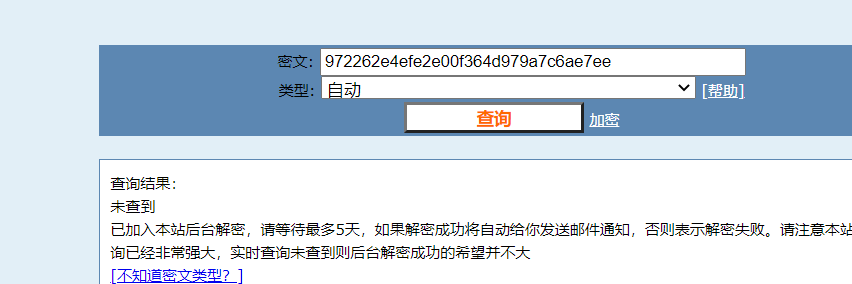 密文： 972262e4efe2e00f364d979a7c6ae7ee
类型： 自动 [帮助]
查询 加密
查询结果：
未查到
已加入本站后台解密，请等待最多5天，如果解密成功将自动给你发送邮件通知，否则表示解密失败。请注意本站
询已经非常强大，实时查询未查到则后台解密成功的希望并不大
[不知道密文类型？]